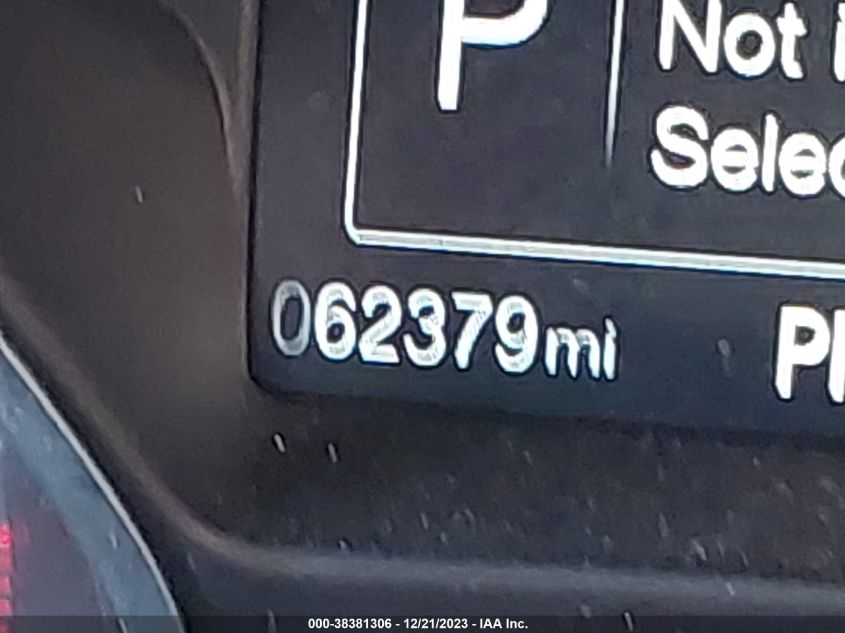 P
Not
Selec
062379mi
P
000-38381306 - 12/21/2023 - IAA Inc.